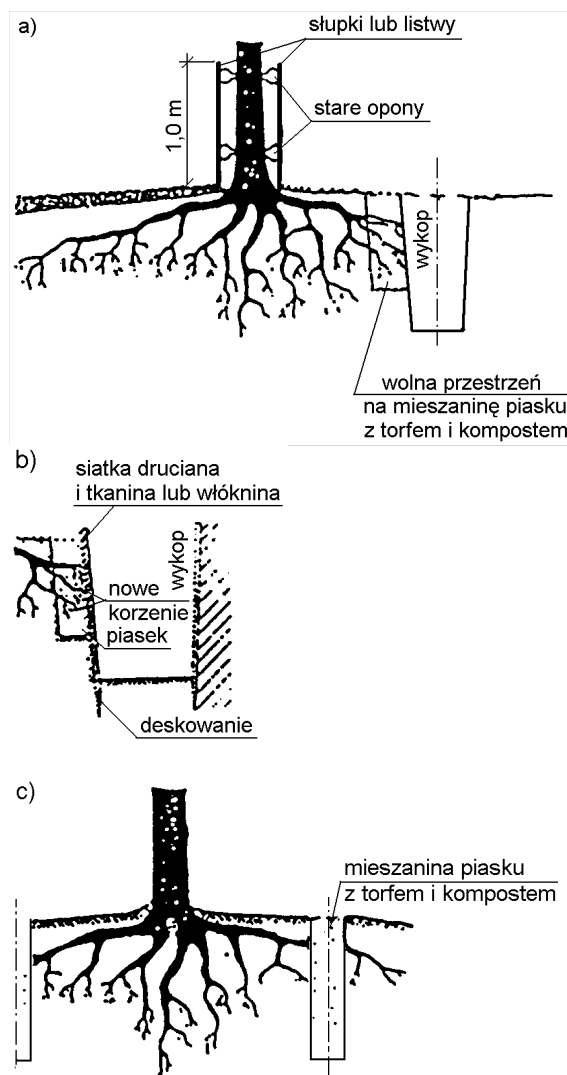 a)
słupki lub listwy
1,0 m
stare opony
wykop
wolna przestrzeń
na mieszaninę piasku
z torfem i kompostem
b)
siatka druciana
i tkanina lub włóknina
wykop
nowe
korzenie
piasek
deskowanie
c)
mieszanina piasku
z torfem i kompostem